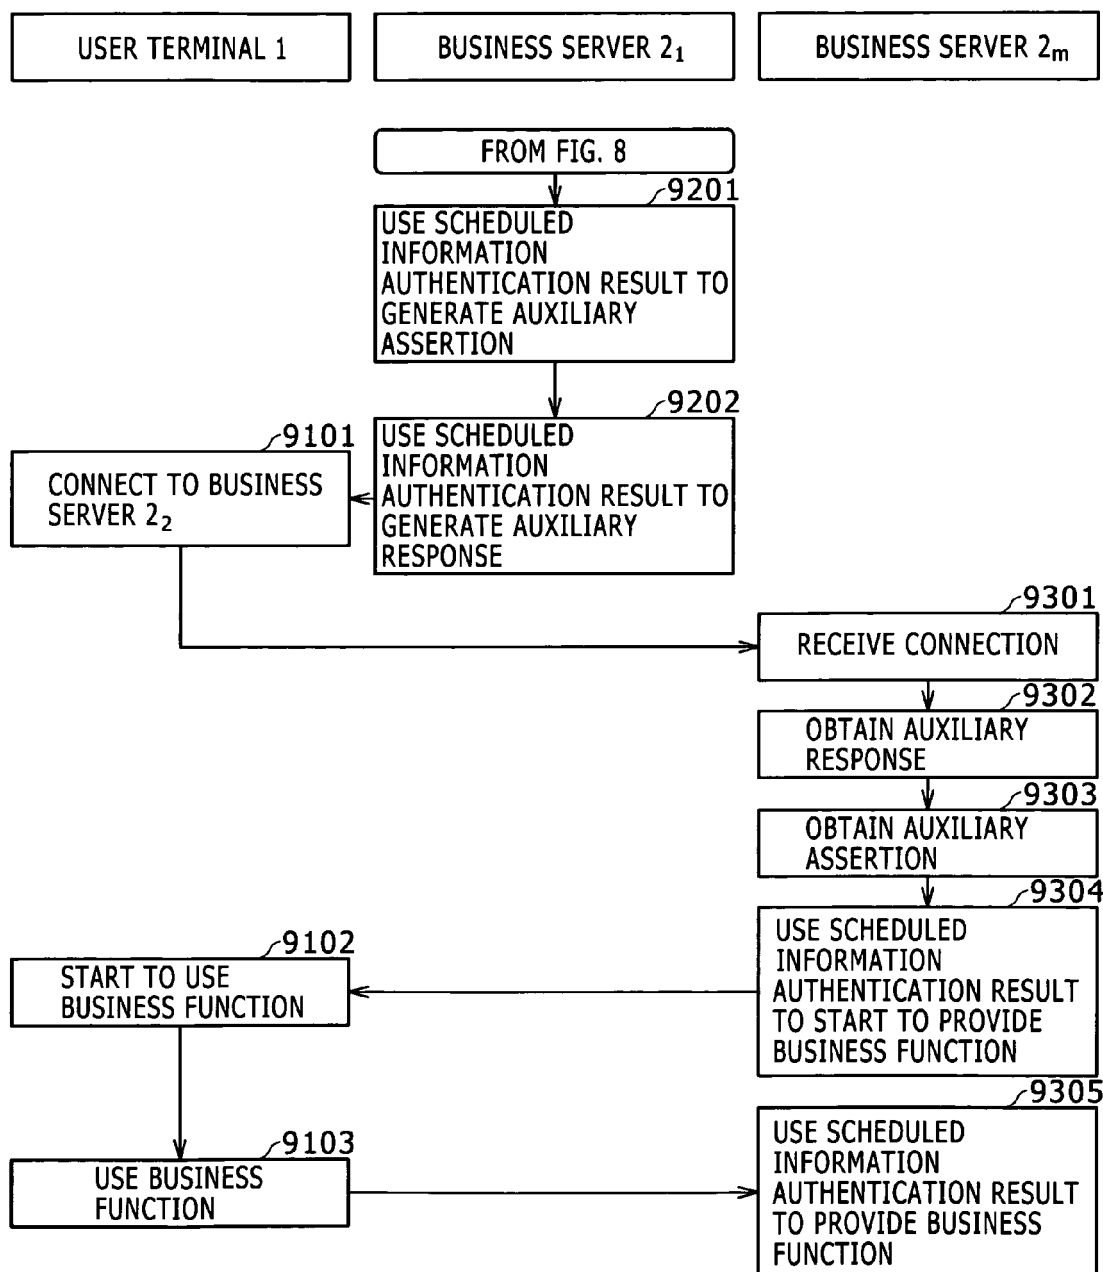 USER TERMINAL 1
BUSINESS SERVER 2₁
BUSINESS SERVER 2ₘ
FROM FIG. 8
9201
USE SCHEDULED
INFORMATION
AUTHENTICATION RESULT TO
GENERATE AUXILIARY
ASSERTION
9202
USE SCHEDULED
INFORMATION
AUTHENTICATION RESULT TO
GENERATE AUXILIARY
RESPONSE
9101
CONNECT TO BUSINESS
SERVER 2₂
9301
RECEIVE CONNECTION
9302
OBTAIN AUXILIARY
RESPONSE
9303
OBTAIN AUXILIARY
ASSERTION
9304
USE SCHEDULED
INFORMATION
AUTHENTICATION RESULT
TO START TO PROVIDE
BUSINESS FUNCTION
9102
START TO USE
BUSINESS FUNCTION
9103
USE BUSINESS
FUNCTION
9305
USE SCHEDULED
INFORMATION
AUTHENTICATION RESULT
TO PROVIDE BUSINESS
FUNCTION